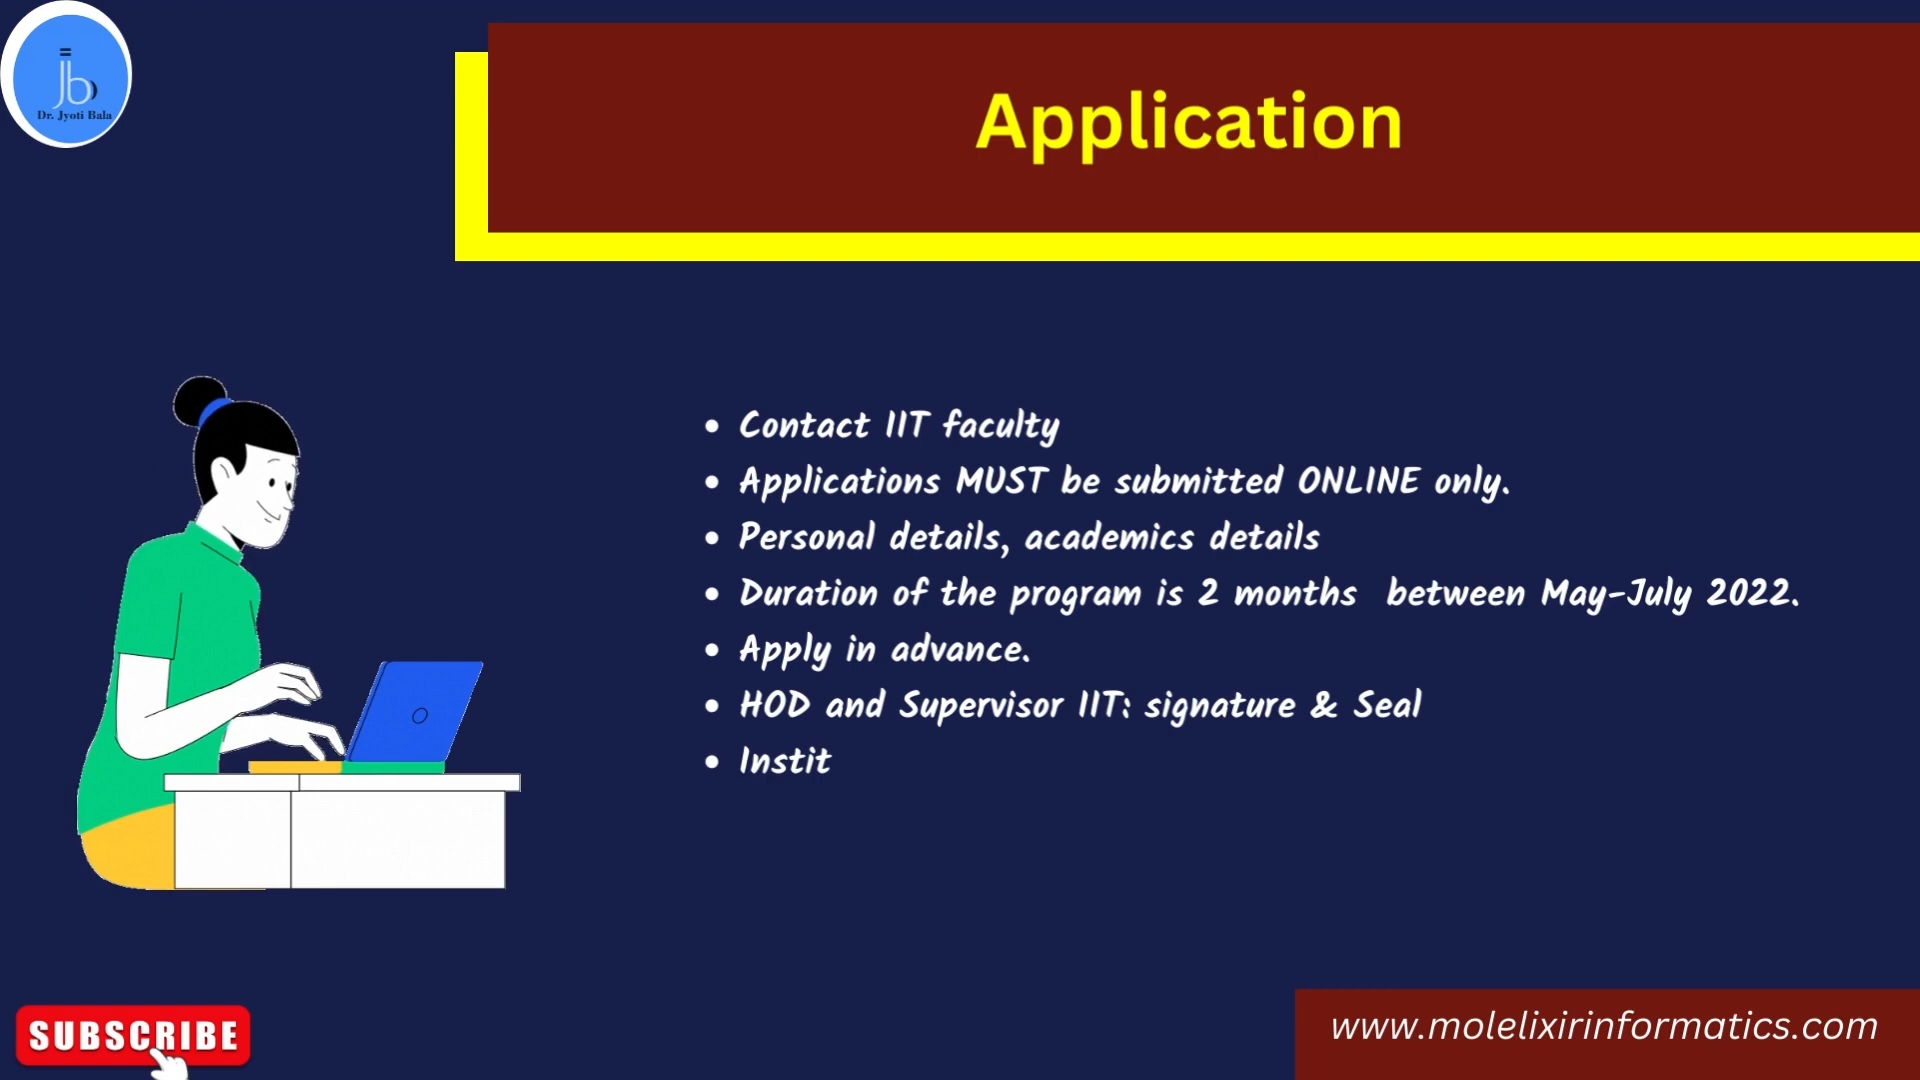 Dr. Jyoti Bala
Application
Contact IIT faculty
Applications MUST be submitted ONLINE only.
Personal details, academics details
Duration of the program is 2 months between May-July 2022.
Apply in advance.
HOD and Supervisor IIT: signature & Seal
Instit
SUBSCRIBE
www.molelixirinformatics.com